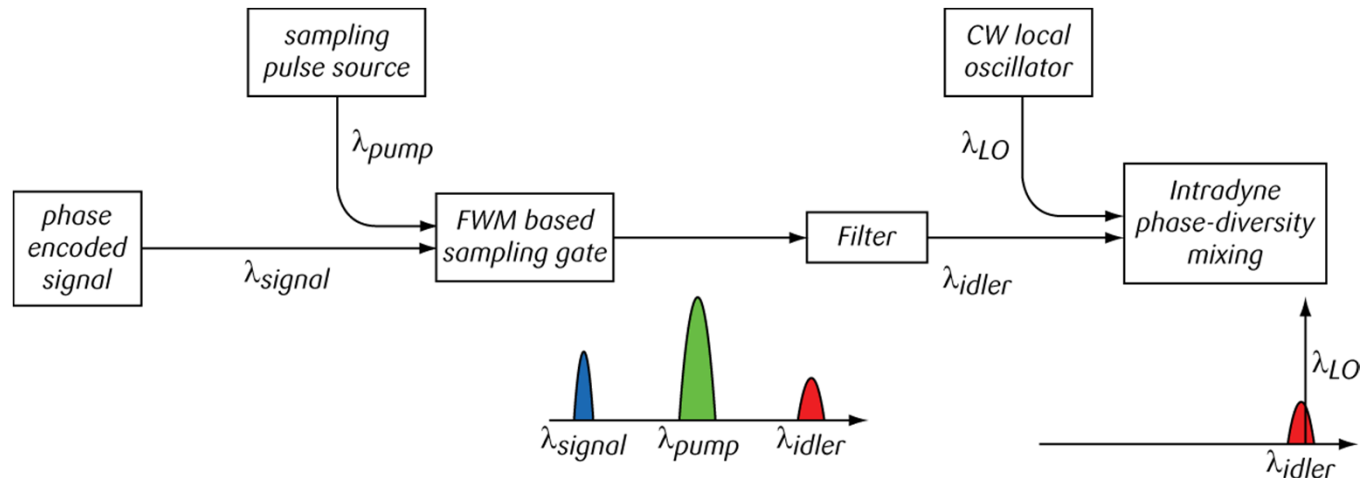 sampling
pulse source
CW local
oscillator
λpump
λLO
phase
encoded
signal
λsignal
FWM based
sampling gate
Filter
λidler
Intradyne
phase-diversity
mixing
λsignal
λpump
λidler
λLO
λidler